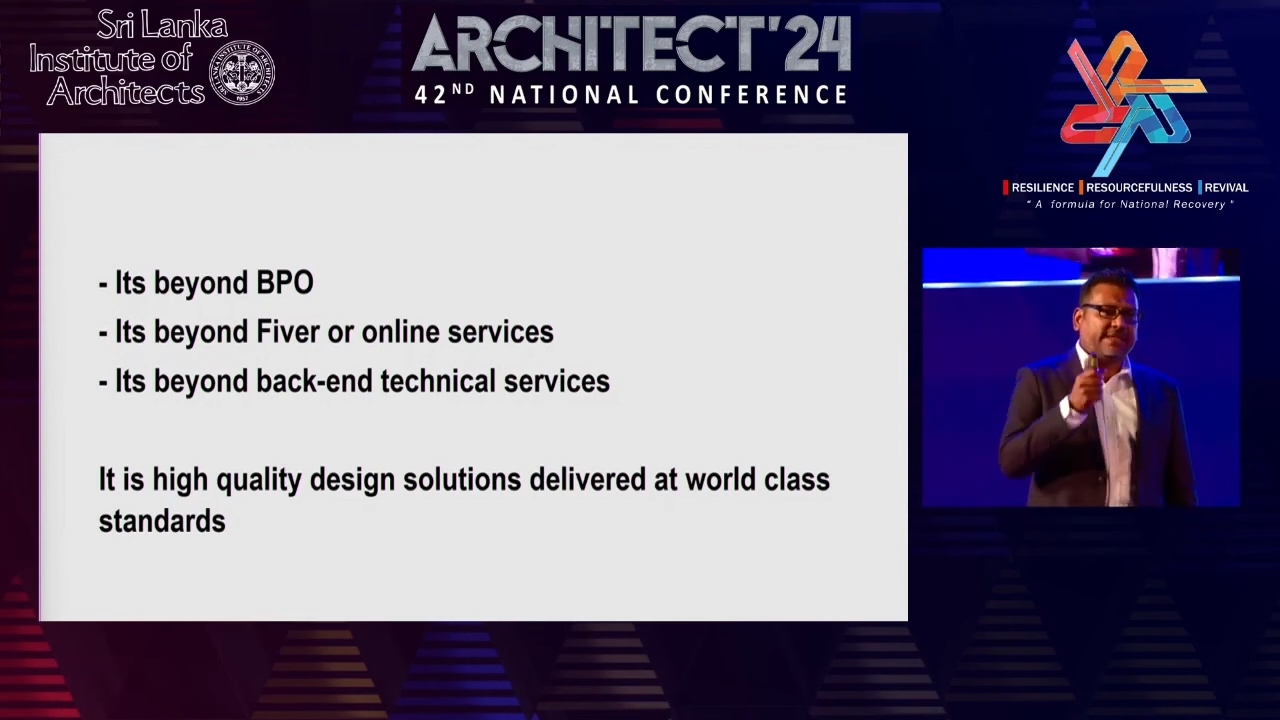 Sri Lanka
Institute of
Architects
ARCHITECT'24
42ND NATIONAL CONFERENCE
RESILIENCE RESOURCEFULNESS REVIVAL
“ A formula for National Recovery ”
- Its beyond BPO
- Its beyond Fiver or online services
- Its beyond back-end technical services
It is high quality design solutions delivered at world class
standards